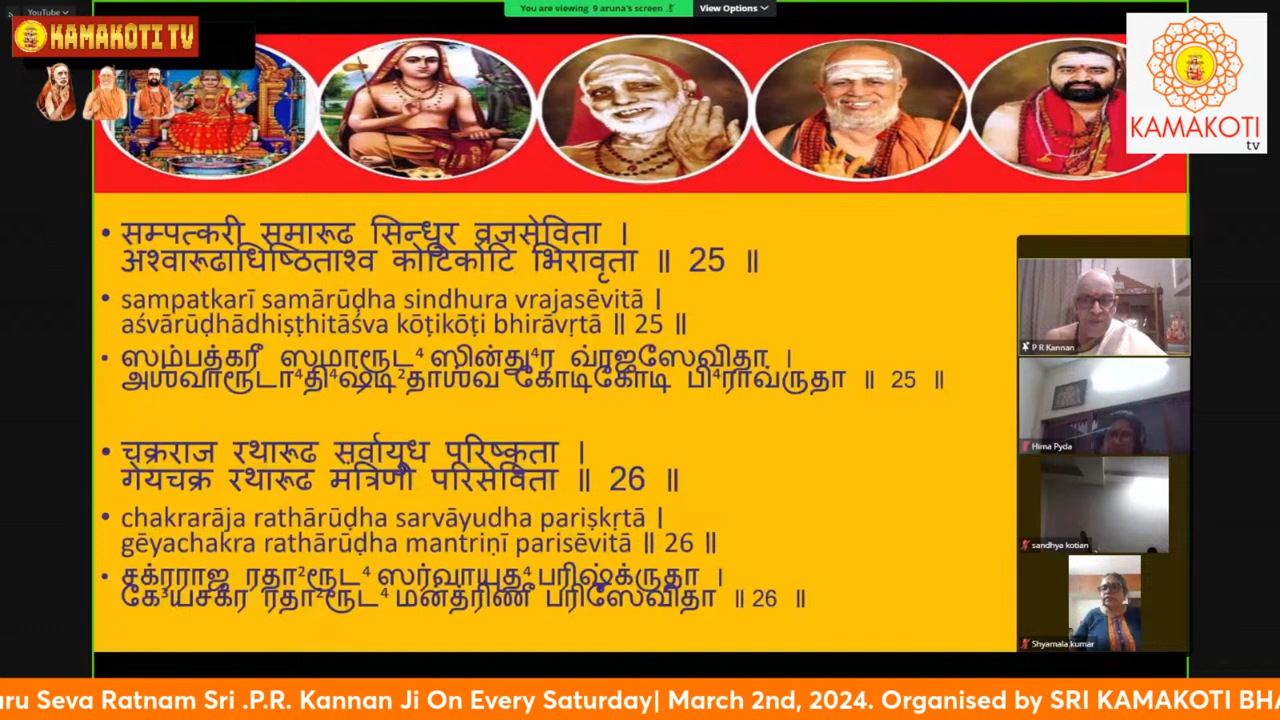 YouTube
You are viewing 9 aruna's screen
View Options
KAMAKOTI TV
KAMAKOTI
tv
• सम्पत्करी समारूढ सिन्धुर व्रजसेविता ।
अश्वारूढाधिष्ठिताश्व कोटिकोटि भिरावृता ॥ 25 ॥
• sampatkarī samārūḍha sindhura vrajasēvitā |
aśvārūḍhādhiṣṭhitāśva kōṭikōṭi bhirāvṛtā ‖ 25 ‖
• ஸம்பத்கரீ ஸமாரூட⁴ ஸின்து⁴ர வ்ரஜஸேவிதா ।
அஶ்வாரூடா⁴தி⁴ஷ்டி²தாஶ்வ கோடிகோடி பி⁴ராவ்ருதா ॥ 25 ॥
• चक्रराज रथारूढ सर्वायुध परिष्कृता ।
गेयचक्र रथारूढ मंत्रिणी परिसेविता ॥ 26 ॥
• chakrarāja rathārūḍha sarvāyudha pariṣkṛtā |
gēyachakra rathārūḍha mantriṇī parisēvitā ‖ 26 ‖
• சக்ரராஜ ரதா²ரூட⁴ ஸர்வாயுத⁴ பரிஷ்க்ருதா ।
கே³யசக்ர ரதா²ரூட⁴ மன்த்ரிணீ பரிஸேவிதா ॥ 26 ॥
P R Kannan
Hima Pyda
sandhya kotian
Shyamala kumar
aru Seva Ratnam Sri .P.R. Kannan Ji On Every Saturday| March 2nd, 2024. Organised by SRI KAMAKOTI BHA